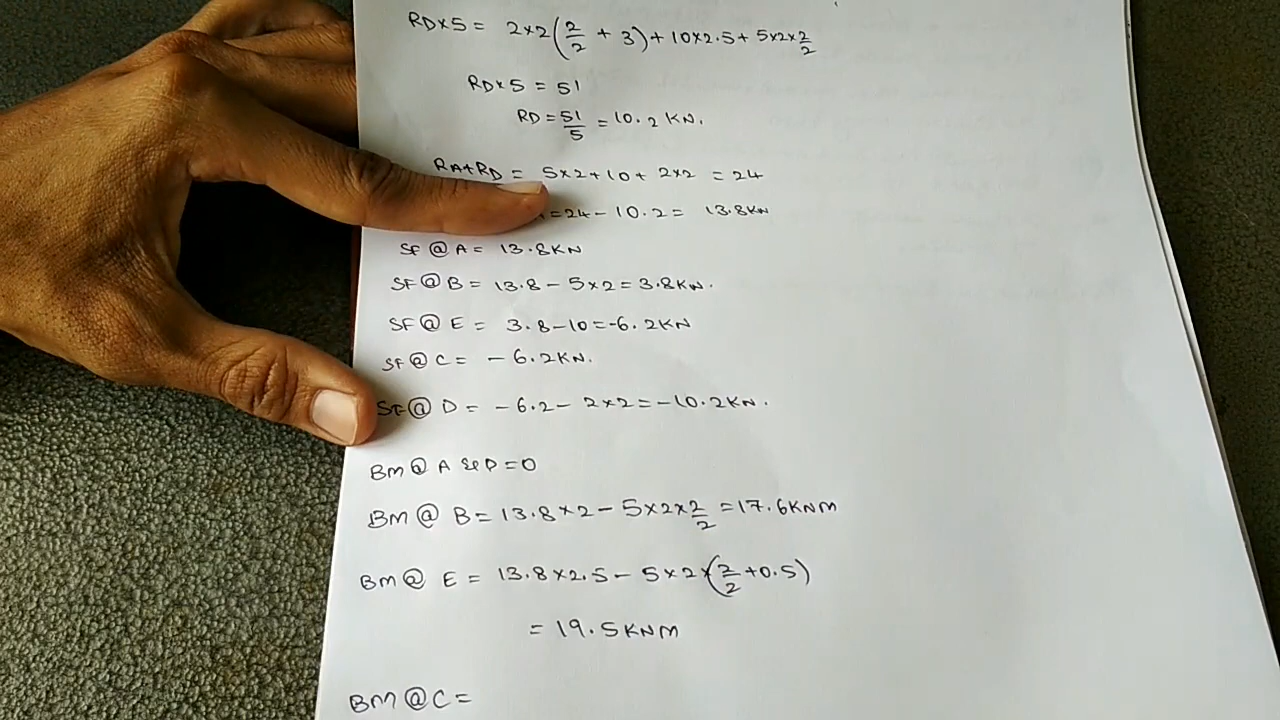 RD×5 = 2×2(2/2 + 3) + 10×2.5 + 5×2×2/2
RD×5 = 51
RD = 51/5 = 10.2 KN.
RA+RD = 5×2+10+ 2×2 = 24
=24 - 10.2 = 13.8KN
SF @ A = 13.8KN
SF @ B = 13.8 - 5×2 = 3.8KN.
SF @ E = 3.8-10 = -6.2KN
SF @ C = - 6.2KN.
SF @ D = - 6.2 - 2×2 = -10.2KN.
BM @ A & D = 0
BM @ B = 13.8×2 - 5×2×2/2 = 17.6KNM
BM @ E = 13.8×2.5 - 5×2×(2/2 +0.5)
= 19.5KNM
BM @ C =